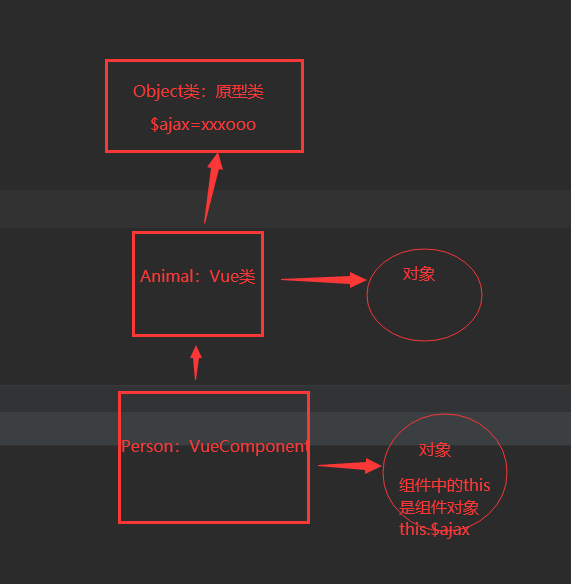 Object类：原型类
$ajax=xxxooo
Animal：Vue类
对象
Person：VueComponent
对象
组件中的this
是组件对象
this.$ajax